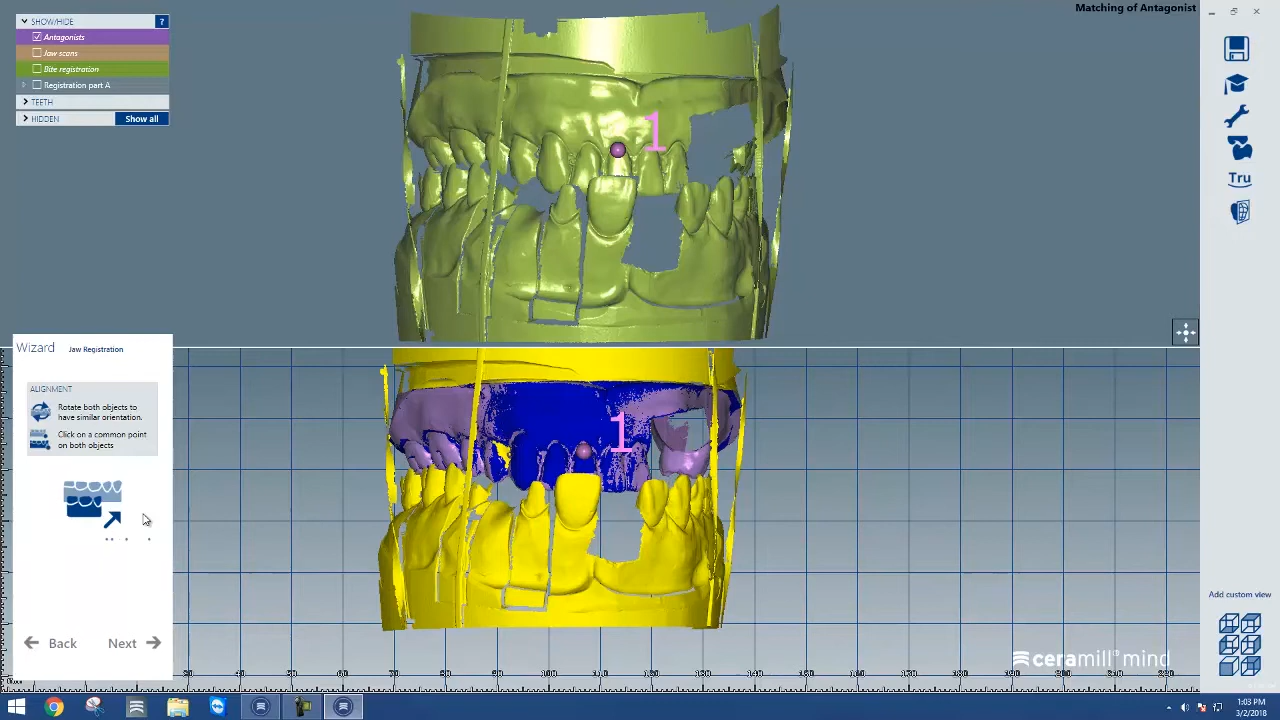 SHOW/HIDE
?
Antagonists
Jaw scans
Bite registration
Registration part A
TEETH
HIDDEN
Show all
Matching of Antagonist
1
Tru
Wizard Jaw Registration
ALIGNMENT
Rotate both objects to
have similar orientation.
Click on a common point
on both objects
1
Back Next
Add custom view
ceramill® mind
1:03 PM
3/2/2018